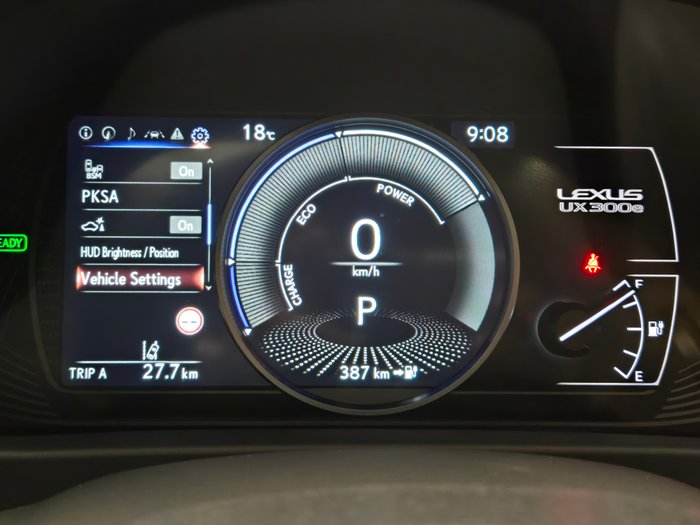 18°C
9:08
BSM On
PKSA
On
HUD Brightness / Position
Vehicle Settings
EADY
TRIP A 27.7 km
CHARGE
ECO
POWER
0
km/h
P
387 km
LEXUS
UX300e
F
E